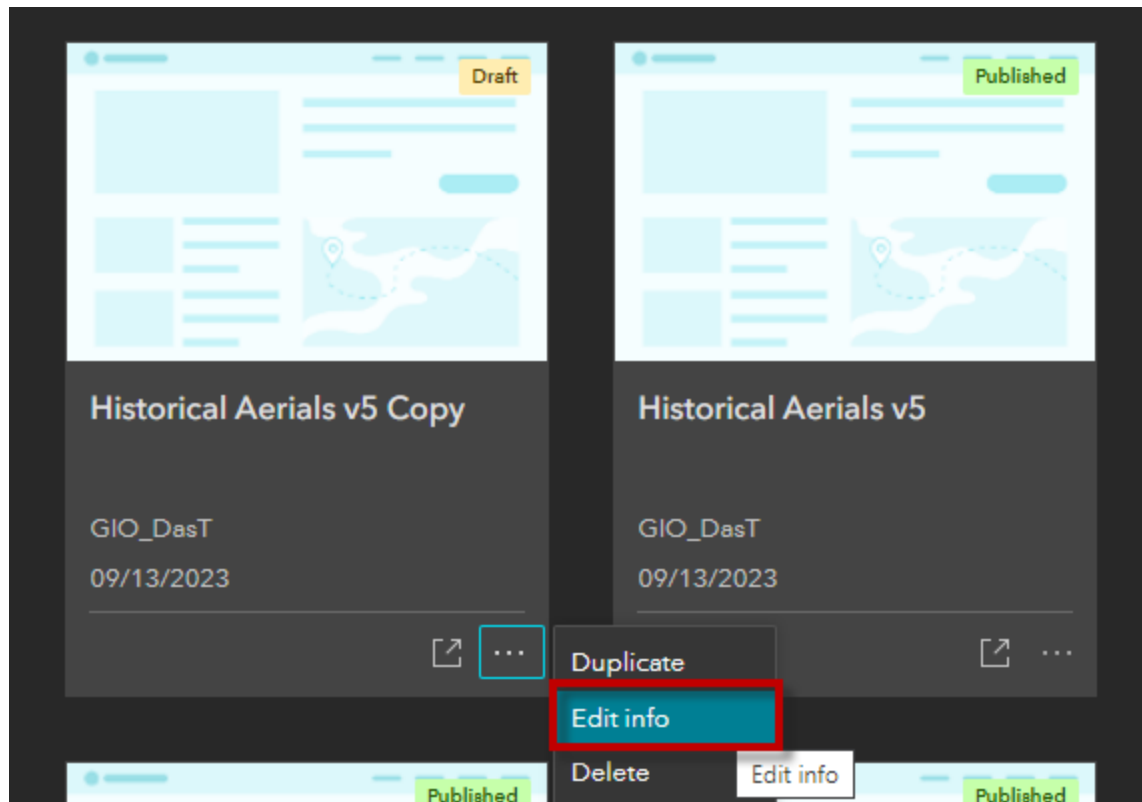 Draft
Published
Historical Aerials v5 Copy
Historical Aerials v5
GIO_DasT
GIO_DasT
09/13/2023
09/13/2023
...
...
Duplicate
Edit info
Delete
Edit info
Published
Published